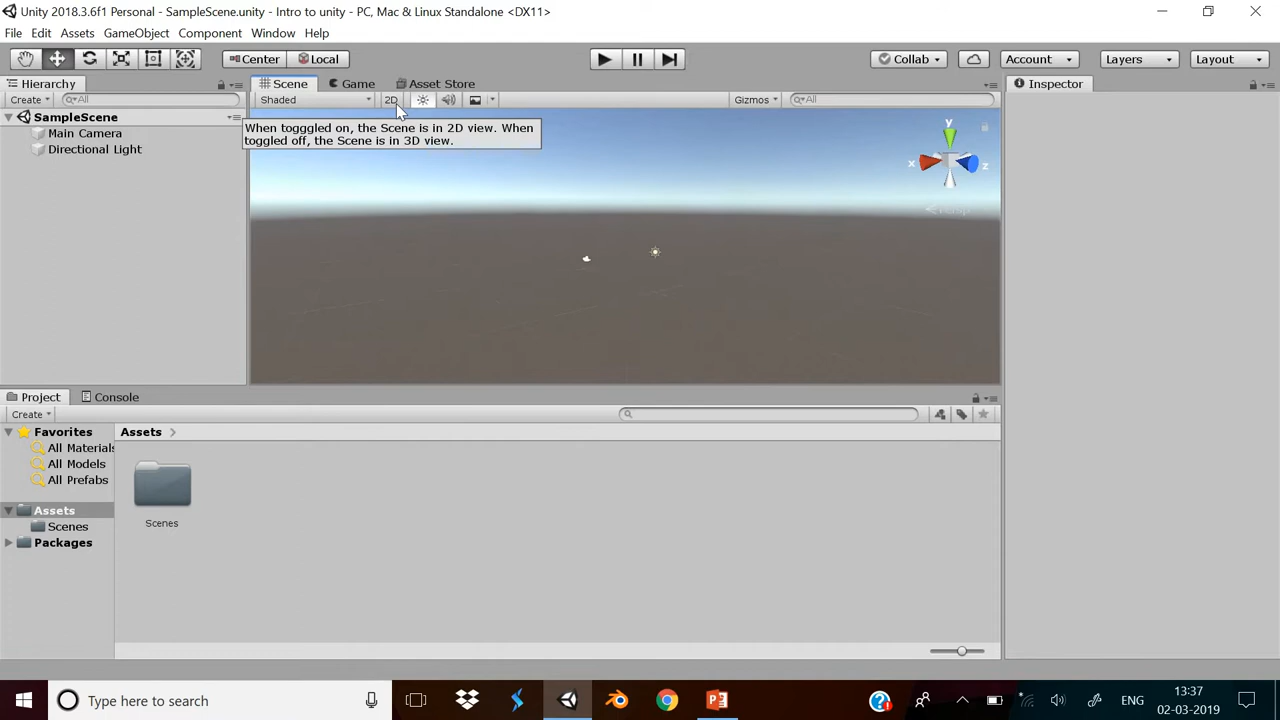 Unity 2018.3.6f1 Personal - SampleScene.unity - Intro to unity - PC, Mac & Linux Standalone <DX11>
File Edit Assets GameObject Component Window Help
Center Local Collab Account Layers Layout
Hierarchy Scene Game Asset Store Inspector
Create All Shaded 2D Gizmos All
SampleScene
Main Camera
Directional Light
When togggled on, the Scene is in 2D view. When
toggled off, the Scene is in 3D view.
y
x z
Persp
Project Console
Create
Favorites Assets
All Materials
All Models
All Prefabs
Assets
Scenes Scenes
Packages
Type here to search
ENG 13:37
02-03-2019